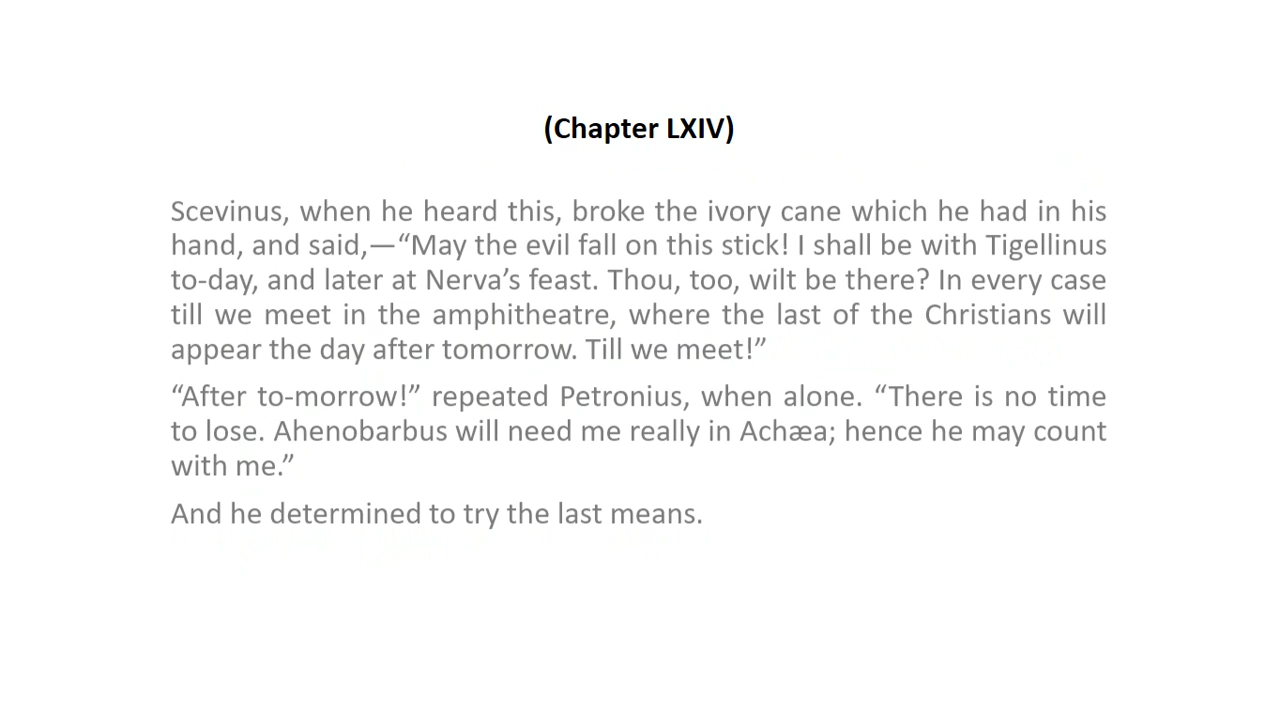 (Chapter LXIV)
Scevinus, when he heard this, broke the ivory cane which he had in his
hand, and said,—“May the evil fall on this stick! I shall be with Tigellinus
to-day, and later at Nerva’s feast. Thou, too, wilt be there? In every case
till we meet in the amphitheatre, where the last of the Christians will
appear the day after tomorrow. Till we meet!”
“After to-morrow!” repeated Petronius, when alone. “There is no time
to lose. Ahenobarbus will need me really in Achæa; hence he may count
with me.”
And he determined to try the last means.